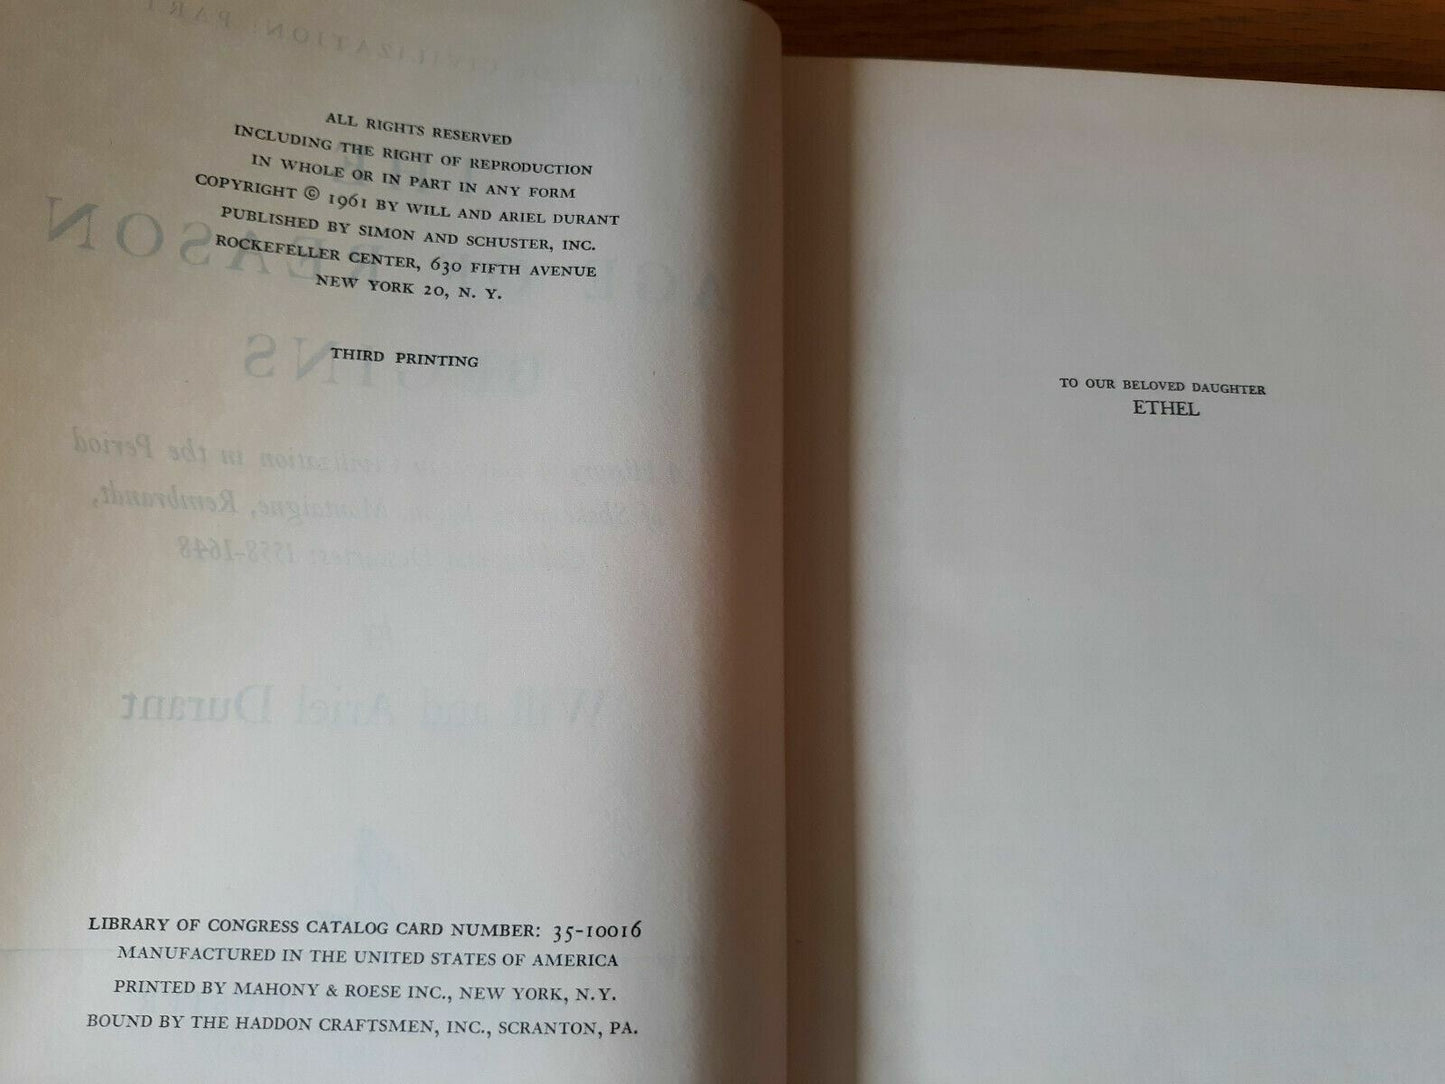 ALL RIGHTS RESERVED
INCLUDING THE RIGHT OF REPRODUCTION
IN WHOLE OR IN PART IN ANY FORM
COPYRIGHT © 1961 BY WILL AND ARIEL DURANT
PUBLISHED BY SIMON AND SCHUSTER, INC.
ROCKEFELLER CENTER, 630 FIFTH AVENUE
NEW YORK 20, N. Y.
THIRD PRINTING
LIBRARY OF CONGRESS CATALOG CARD NUMBER: 35-10016
MANUFACTURED IN THE UNITED STATES OF AMERICA
PRINTED BY MAHONY & ROESE INC., NEW YORK, N.Y.
BOUND BY THE HADDON CRAFTSMEN, INC., SCRANTON, PA.
TO OUR BELOVED DAUGHTER
ETHEL